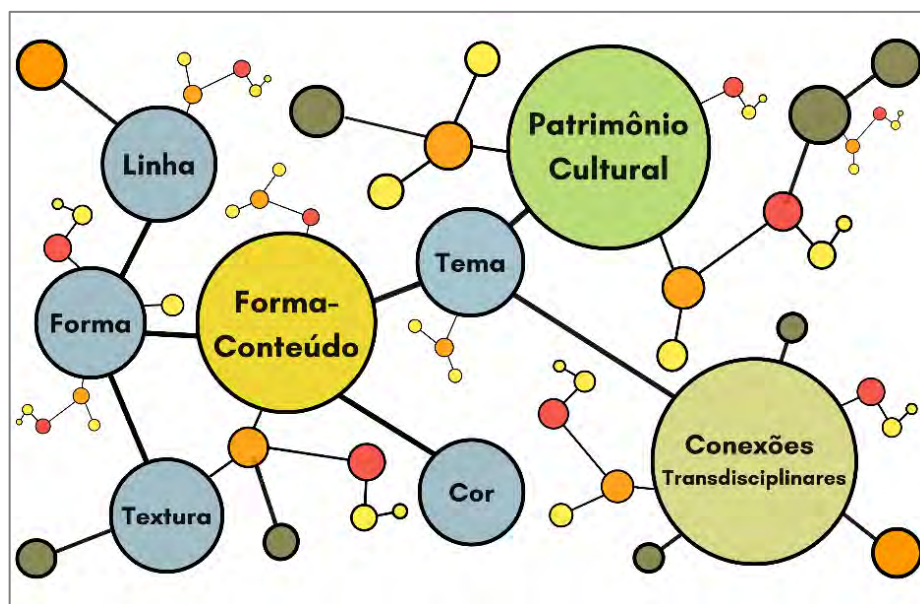 Linha
Patrimônio
Cultural
Tema
Forma
Forma-
Conteúdo
Conexões
Transdisciplinares
Textura
Cor